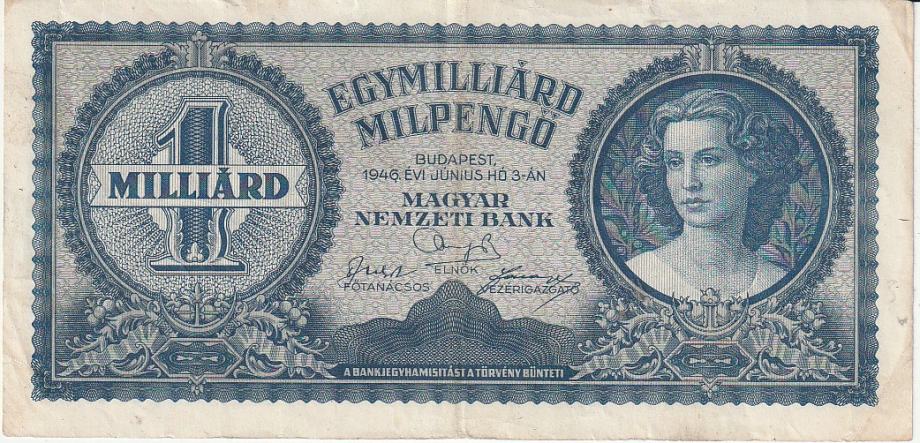 1
MILLIÁRD
EGYMILLIÁRD
MILPENGŐ
BUDAPEST,
1946. ÉVI JÚNIUS HÓ 3-ÁN
MAGYAR
NEMZETI BANK
ELNÖK
FŐTANÁCSOS
VEZÉRIGAZGATÓ
A BANKJEGYHAMISITÁST A TÖRVÉNY BÜNTETI